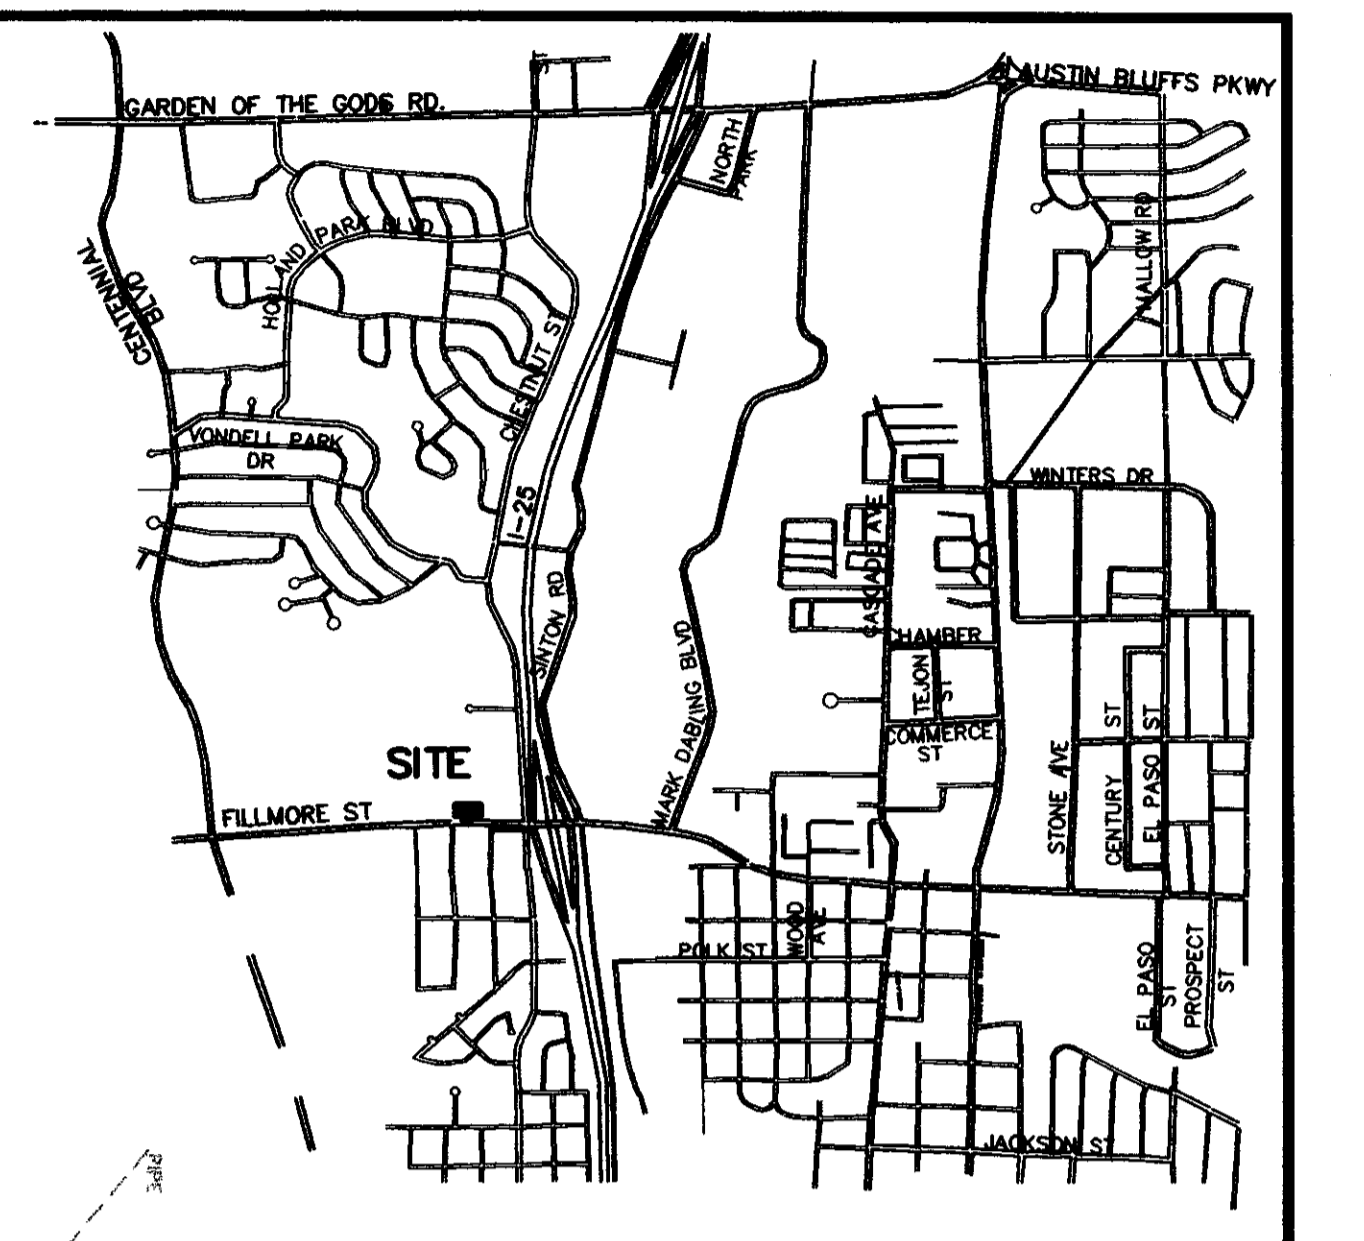 ST
AUSTIN BLUFFS PKWY
GARDEN OF THE GODS RD.
NORTH
PARK
MALLOW RD
HOLLAND PARK BLVD
CENTENNIAL
BLVD
CHESTNUT ST
VONDELL PARK
DR
WINTERS DR
I-25
CASCADE AVE
SINTON RD
CHAMBER
MARK DABLING BLVD
TEJON
ST
COMMERCE
ST
STONE AVE
CENTURY
ST
EL PASO
ST
SITE
FILLMORE ST
WOOD
AVE
POLK ST
EL PASO
ST
PROSPECT
ST
JACKSON ST